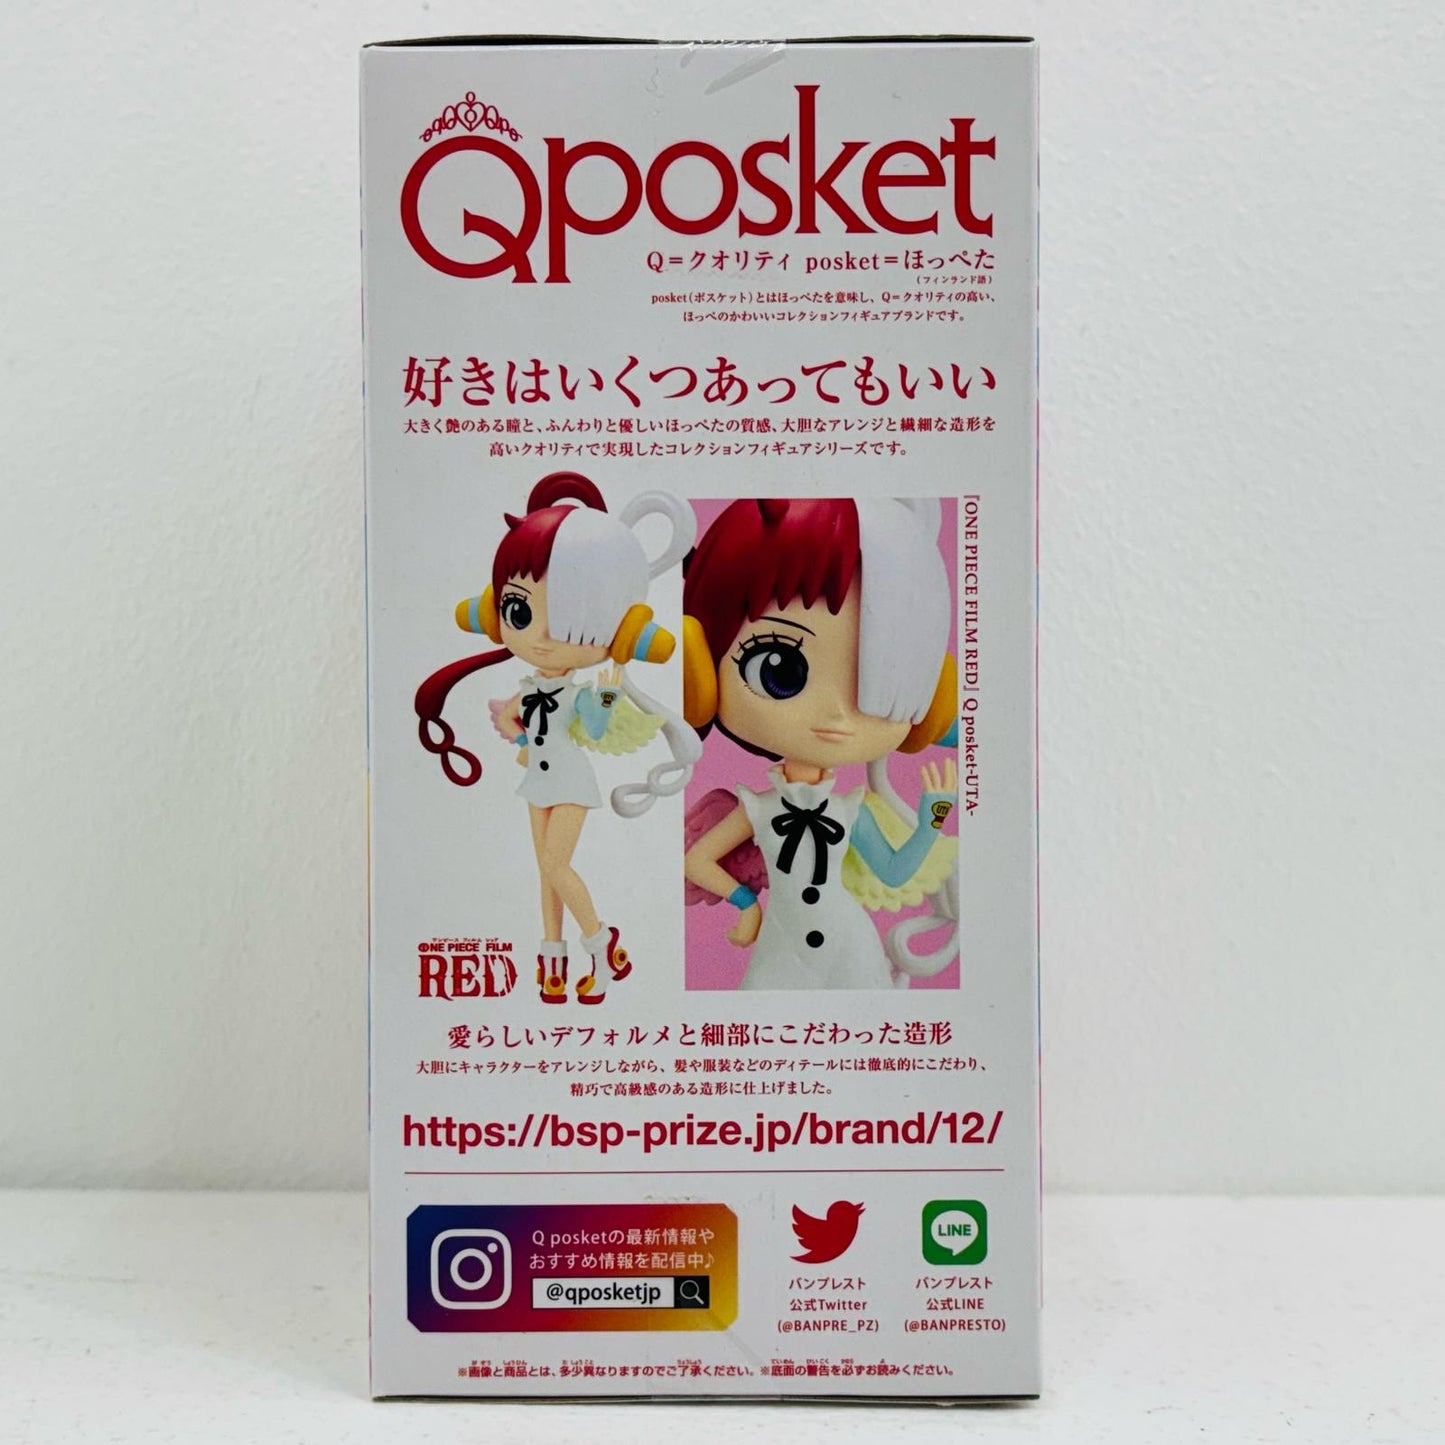 Qposket
Q=クオリティ posket=ほっぺた
(フィンランド語)
posket(ポスケット)とはほっぺたを意味し、Q=クオリティの高い、
ほっぺのかわいいコレクションフィギュアブランドです。
好きはいくつあってもいい
大きく艶のある瞳と、ふんわりと優しいほっぺたの質感、大胆なアレンジと繊細な造形を
高いクオリティで実現したコレクションフィギュアシリーズです。
『ONE PIECE FILM RED』Q posket-UTA-
UTA
ワンピース フィルム レッド
ONE PIECE FILM
RED
愛らしいデフォルメと細部にこだわった造形
大胆にキャラクターをアレンジしながら、髪や服装などのディテールには徹底的にこだわり、
精巧で高級感のある造形に仕上げました。
https://bsp-prize.jp/brand/12/
Q posketの最新情報や
おすすめ情報を配信中♪
@qposketjp
バンプレスト
公式Twitter
(@BANPRE_PZ)
LINE
バンプレスト
公式LINE
(@BANPRESTO)
※画像と商品とは、多少異なりますのでご了承ください。※底面の警告を必ずお読みください。